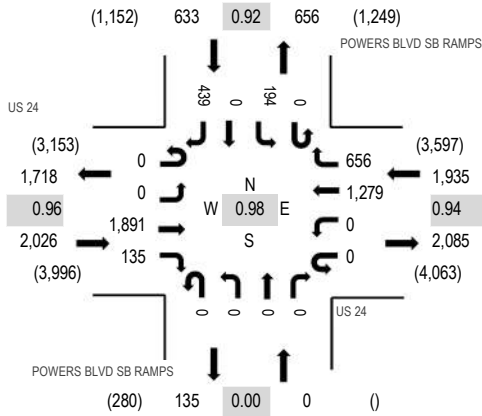 (1,152) 633 0.92 656 (1,249)
POWERS BLVD SB RAMPS
439 0 194 0
US 24
(3,153) 0 656 (3,597)
1,718 0 N 1,279 1,935
0.96 W 0.98 E 0.94
2,026 1,891 S 0 2,085
(3,996) 135 0 (4,063)
0 0 0 0
US 24
POWERS BLVD SB RAMPS
(280) 135 0.00 0 ()